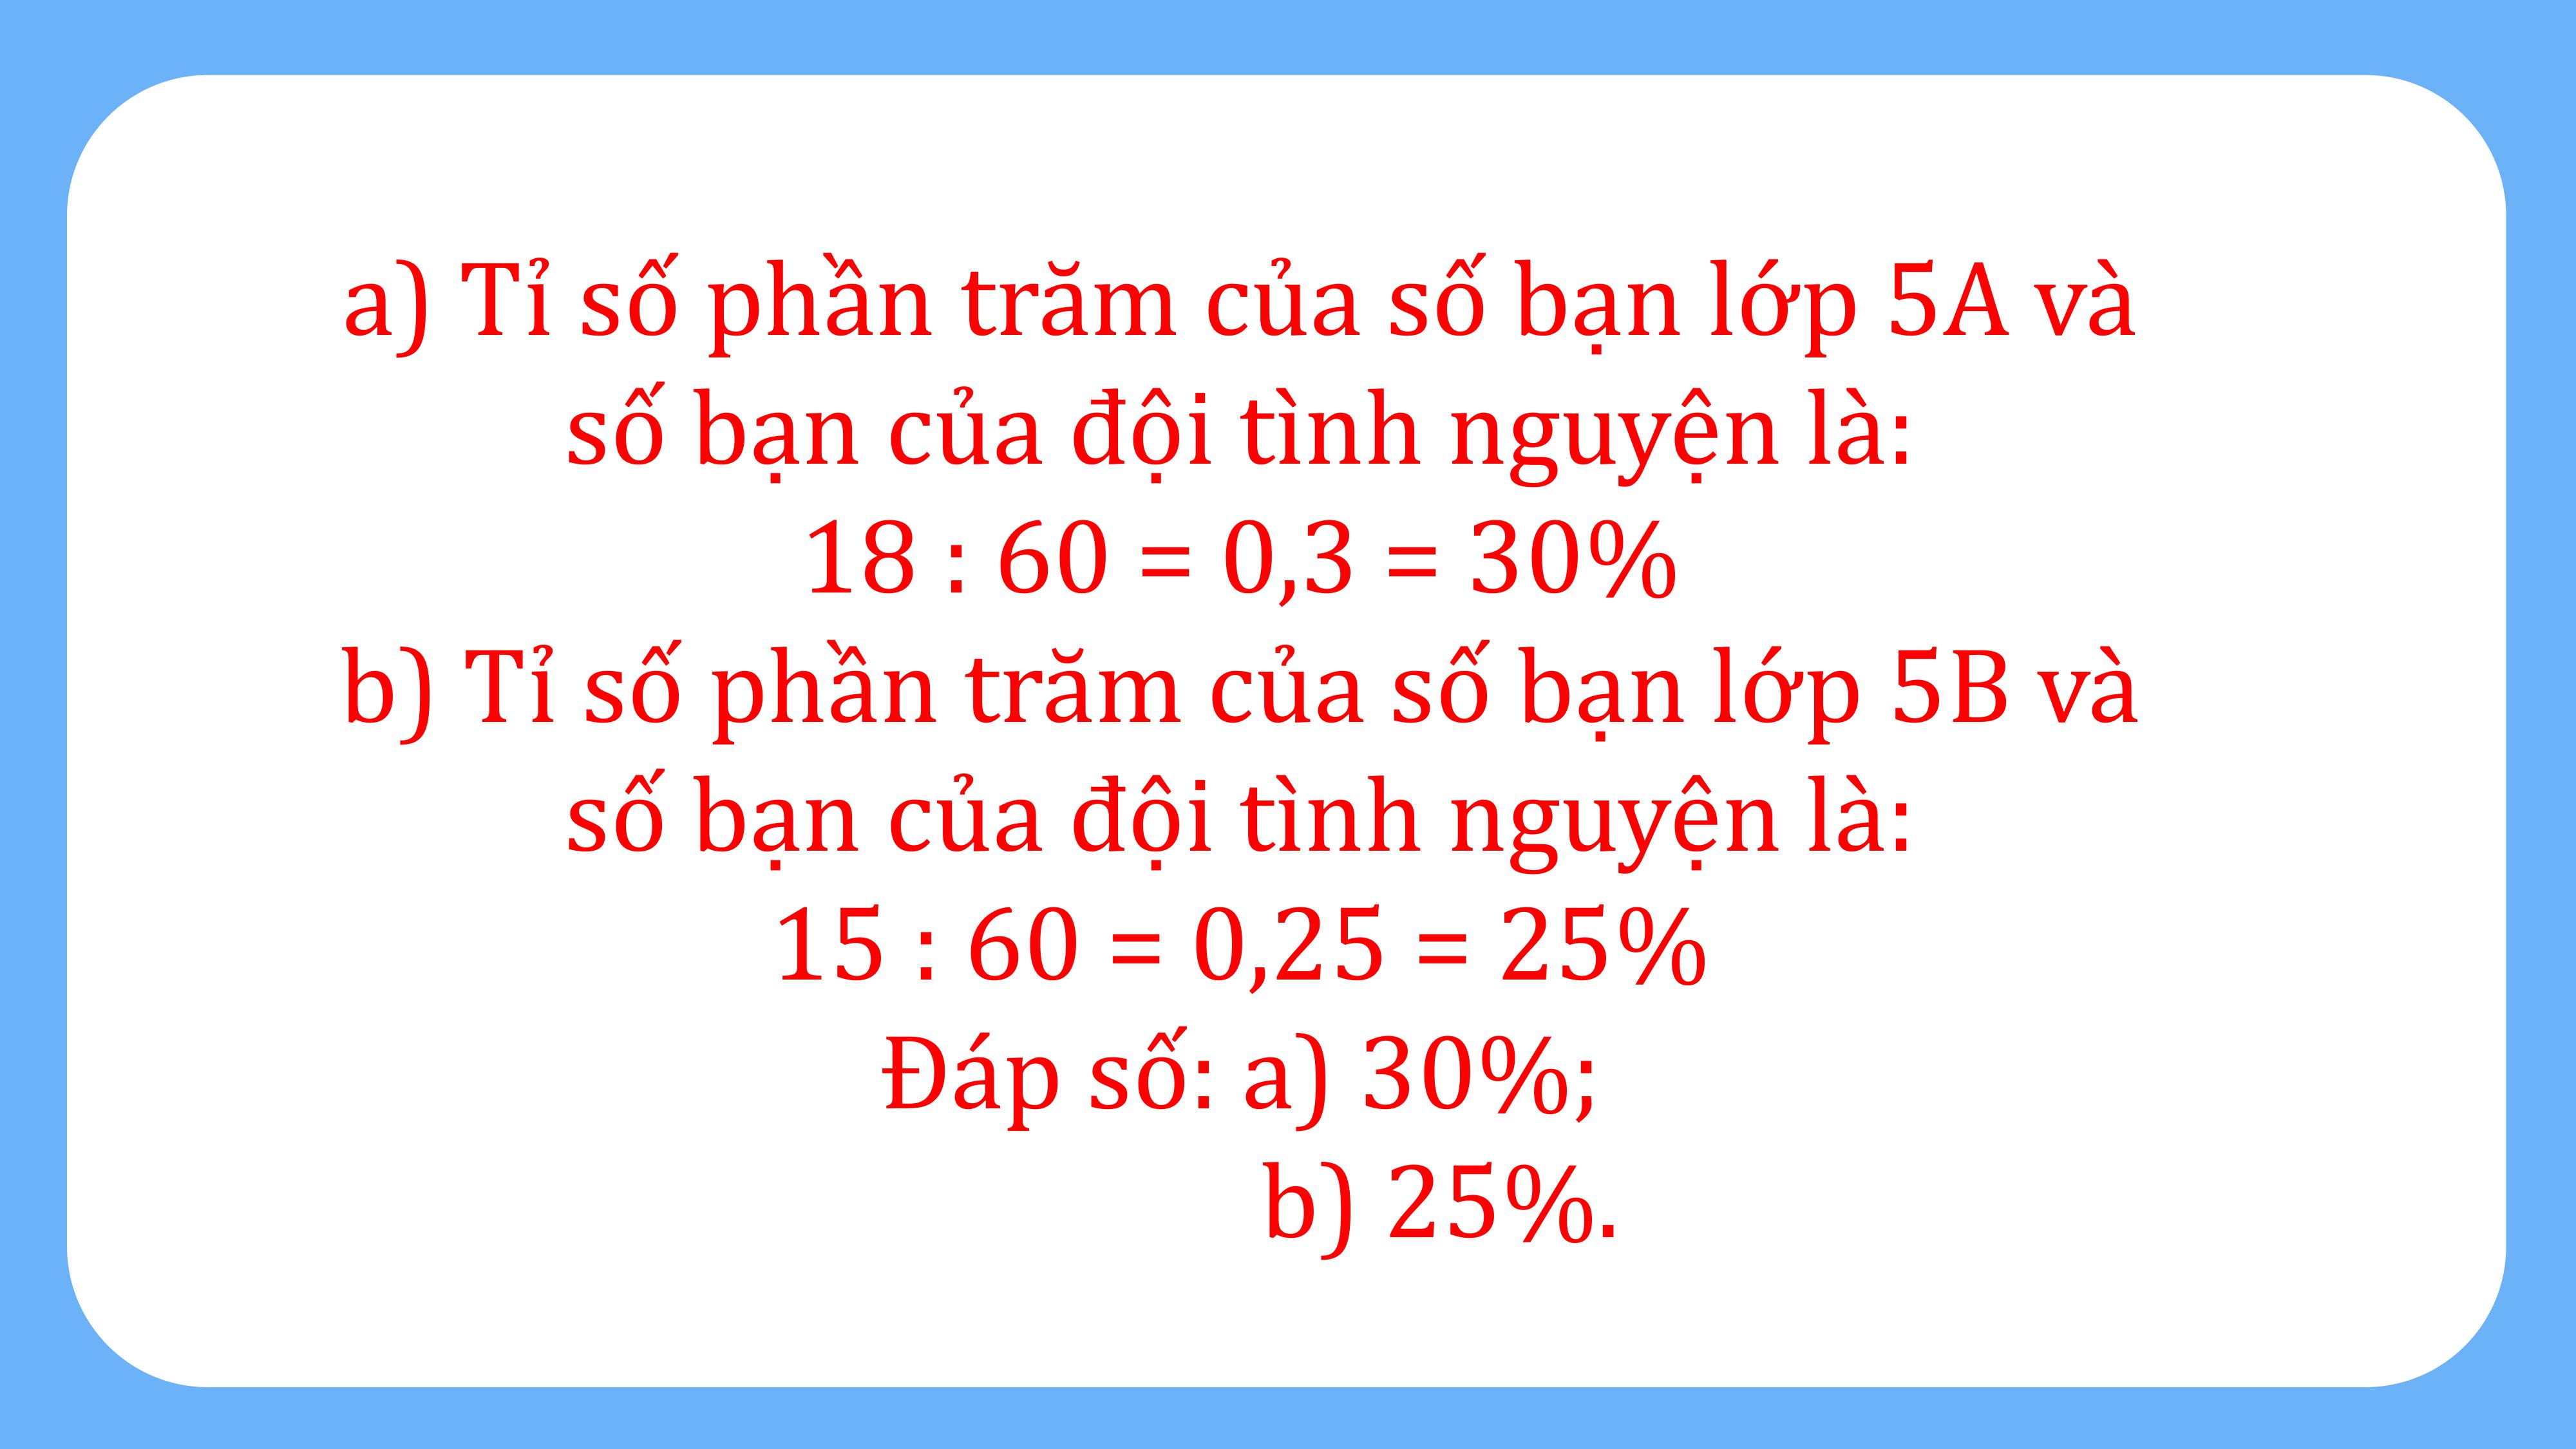 a) Tỉ số phần trăm của số bạn lớp 5A và
số bạn của đội tình nguyện là:
18 : 60 = 0,3 = 30%
b) Tỉ số phần trăm của số bạn lớp 5B và
số bạn của đội tình nguyện là:
15 : 60 = 0,25 = 25%
Đáp số: a) 30%;
b) 25%.